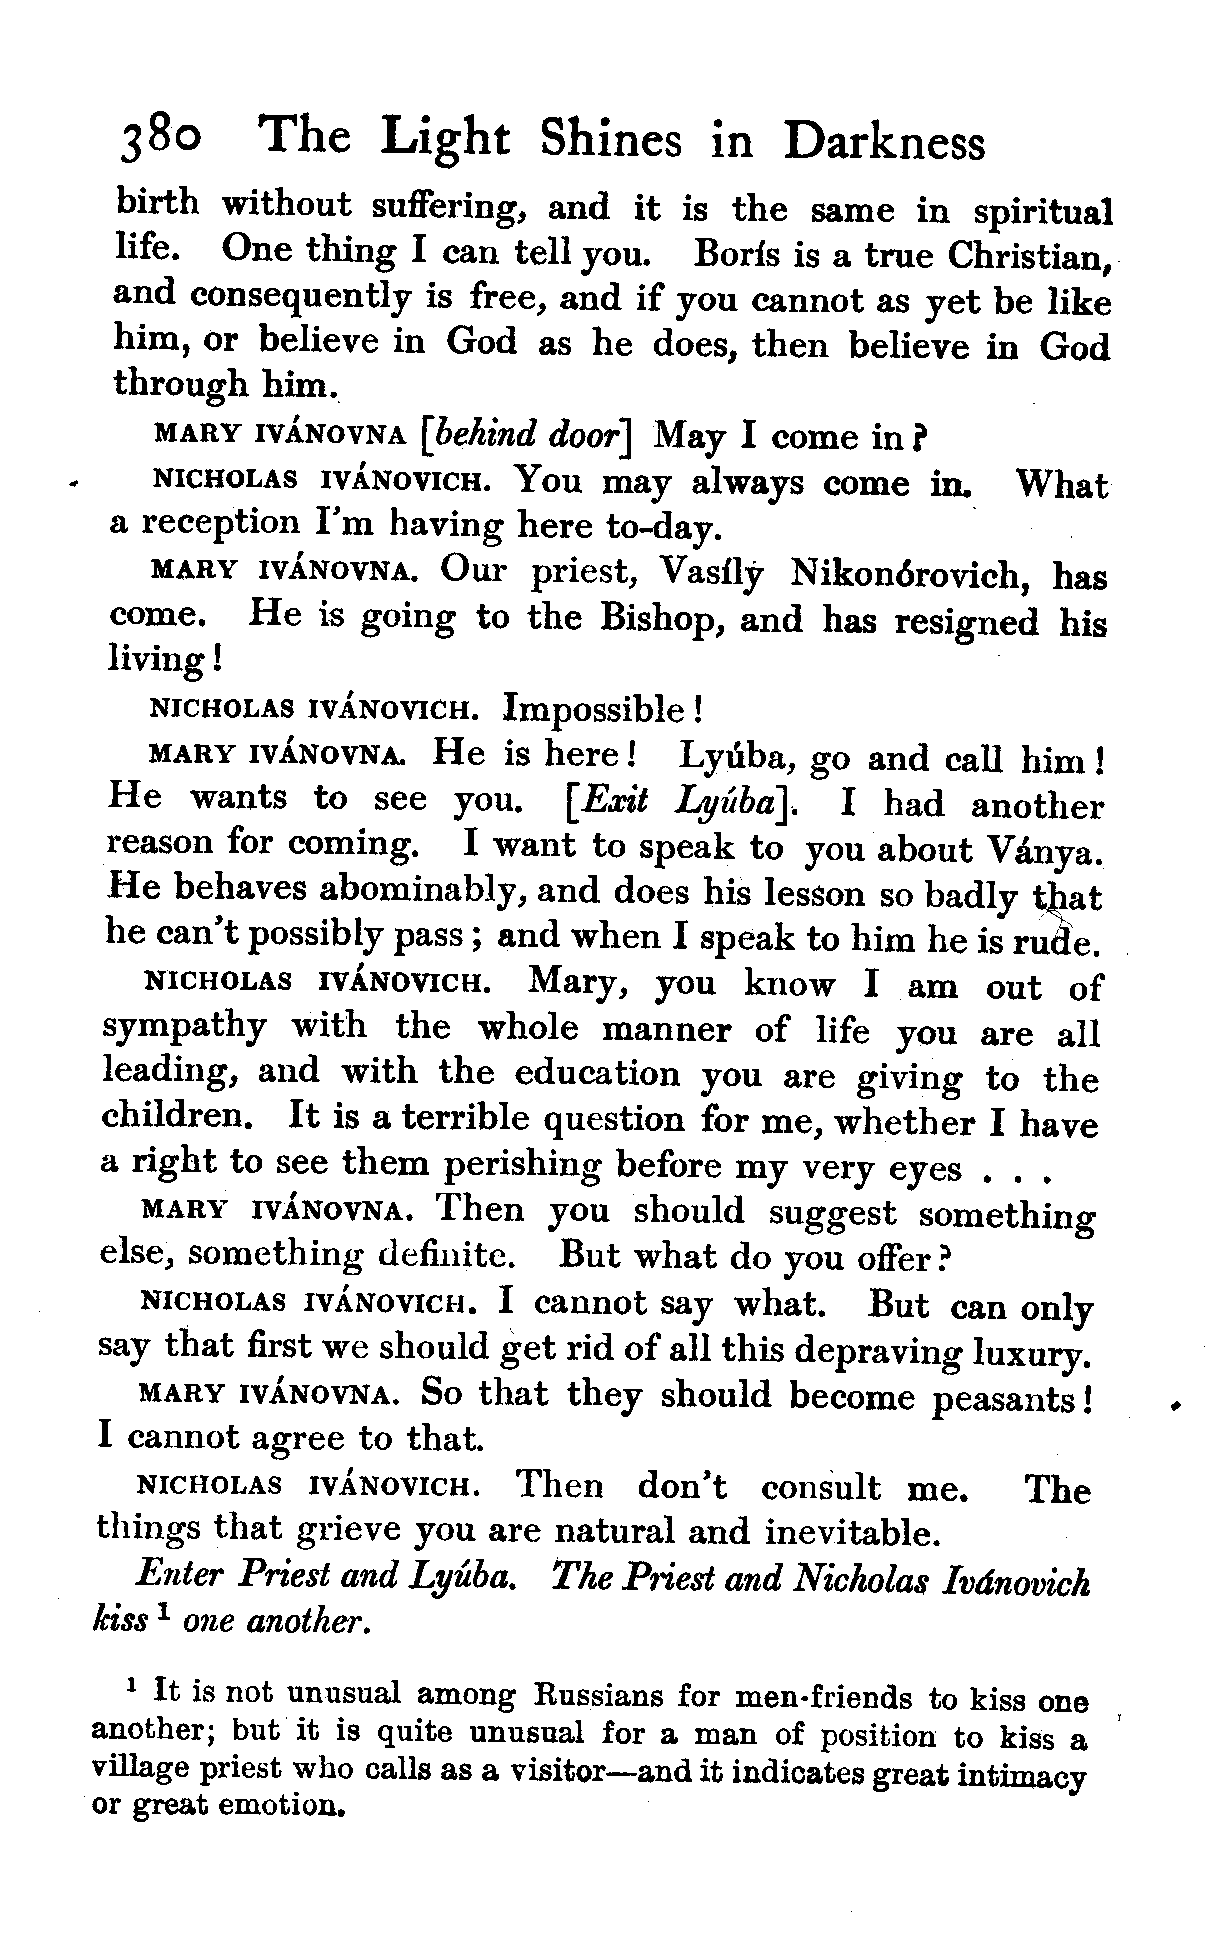 380 The Light Shines in Darkness
birth without suffering, and it is the same in spiritual
life. One thing I can tell you. Borís is a true Christian,
and consequently is free, and if you cannot as yet be like
him, or believe in God as he does, then believe in God
through him.
MARY IVÁNOVNA [behind door] May I come in?
NICHOLAS IVÁNOVICH. You may always come in. What
a reception I'm having here to-day.
MARY IVÁNOVNA. Our priest, Vasíly Nikonórovich, has
come. He is going to the Bishop, and has resigned his
living!
NICHOLAS IVÁNOVICH. Impossible!
MARY IVÁNOVNA. He is here! Lyúba, go and call him!
He wants to see you. [Exit Lyúba]. I had another
reason for coming. I want to speak to you about Ványa.
He behaves abominably, and does his lesson so badly that
he can't possibly pass; and when I speak to him he is rude.
NICHOLAS IVÁNOVICH. Mary, you know I am out of
sympathy with the whole manner of life you are all
leading, and with the education you are giving to the
children. It is a terrible question for me, whether I have
a right to see them perishing before my very eyes . . .
MARY IVÁNOVNA. Then you should suggest something
else, something definite. But what do you offer?
NICHOLAS IVÁNOVICH. I cannot say what. But can only
say that first we should get rid of all this depraving luxury.
MARY IVÁNOVNA. So that they should become peasants!
I cannot agree to that.
NICHOLAS IVÁNOVICH. Then don't consult me. The
things that grieve you are natural and inevitable.
Enter Priest and Lyúba. The Priest and Nicholas Ivánovich
kiss¹ one another.
¹ It is not unusual among Russians for men-friends to kiss one
another; but it is quite unusual for a man of position to kiss a
village priest who calls as a visitor—and it indicates great intimacy
or great emotion.